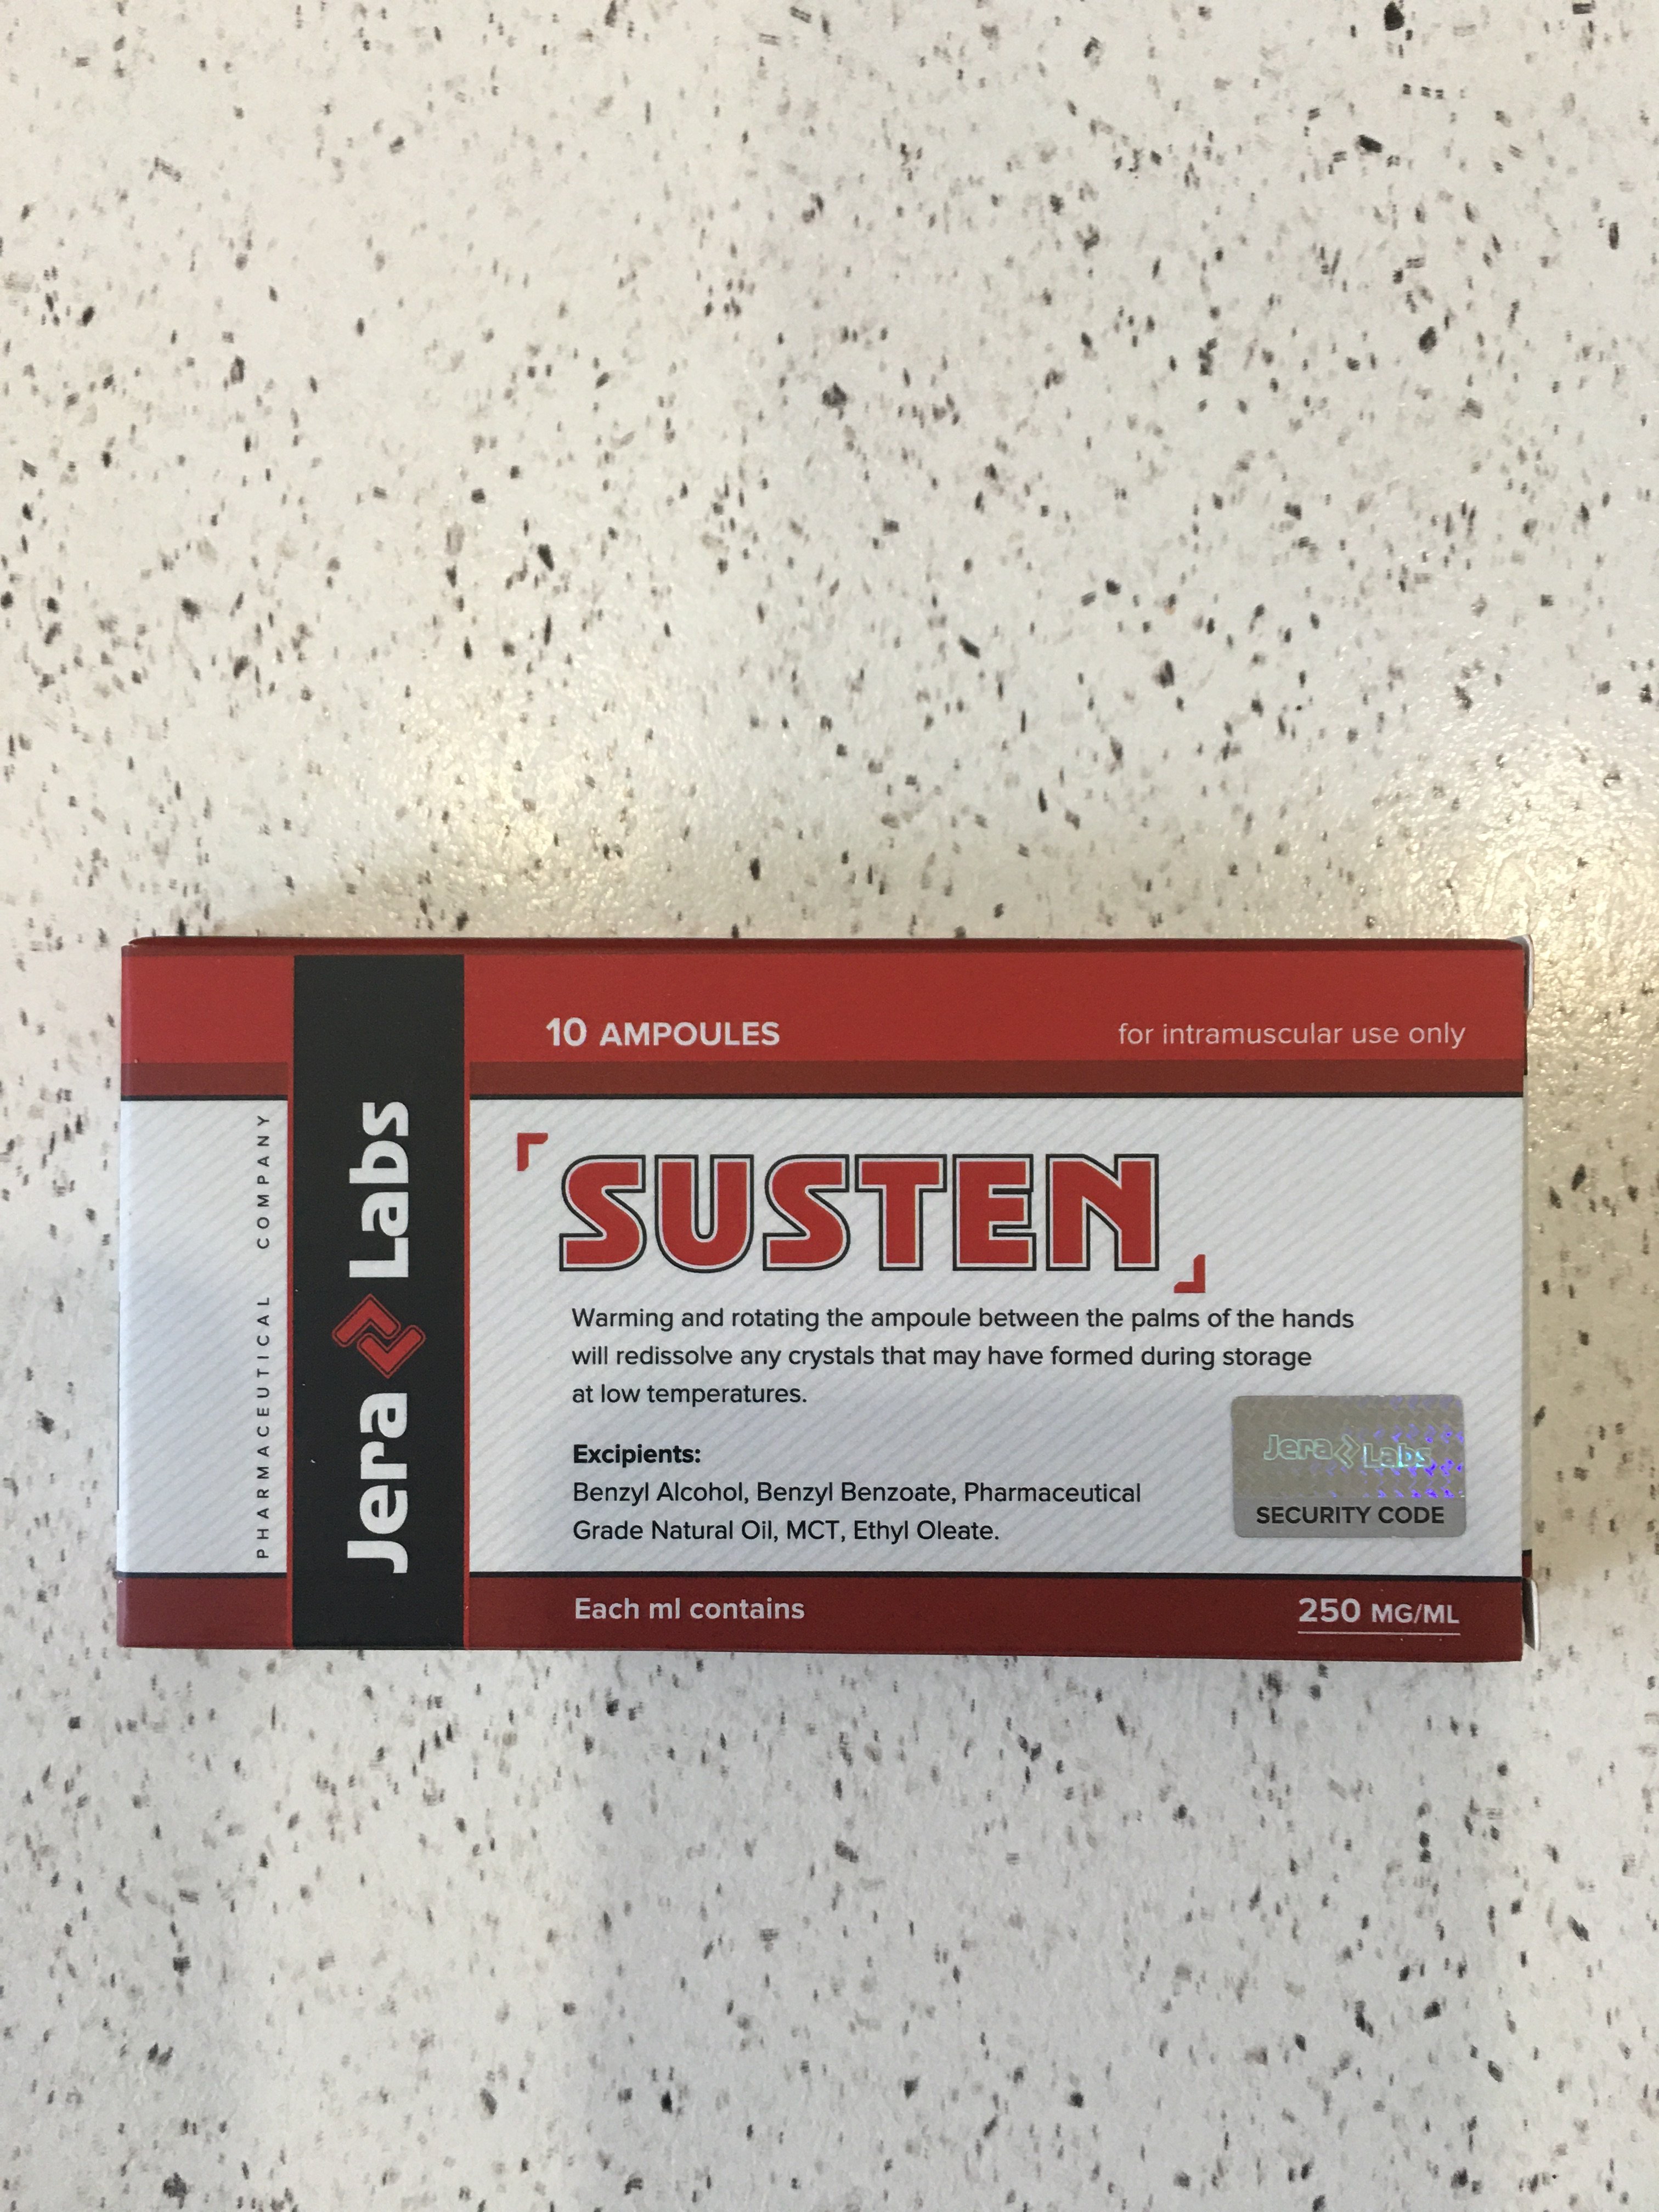 10 AMPOULES
for intramuscular use only
PHARMACEUTICAL COMPANY
Jera Labs
SUSTEN
Warming and rotating the ampoule between the palms of the hands
will redissolve any crystals that may have formed during storage
at low temperatures.
Excipients:
Benzyl Alcohol, Benzyl Benzoate, Pharmaceutical
Grade Natural Oil, MCT, Ethyl Oleate.
Jera Labs
SECURITY CODE
Each ml contains
250 MG/ML